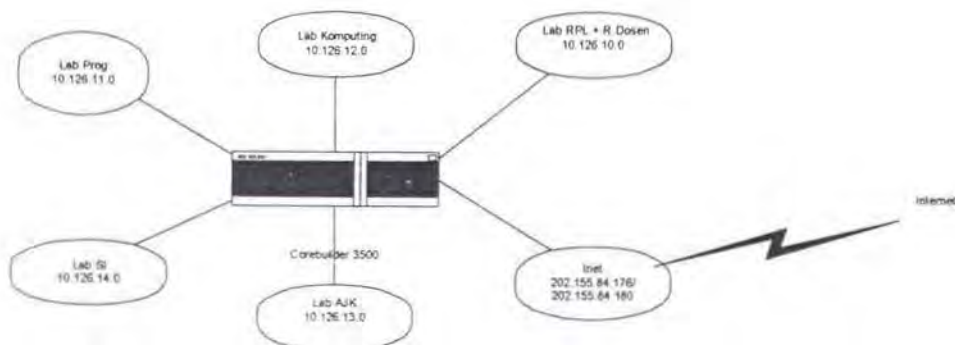 Lab Komputing
10.126.12.0
Lab RPL + R.Dosen
10.126.10.0
Lab Prog
10.126.11.0
Internet
Corebuilder 3500
Lab SI
10.126.14.0
Inet
202.155.84.176/
202.155.84.180
Lab AJK
10.126.13.0